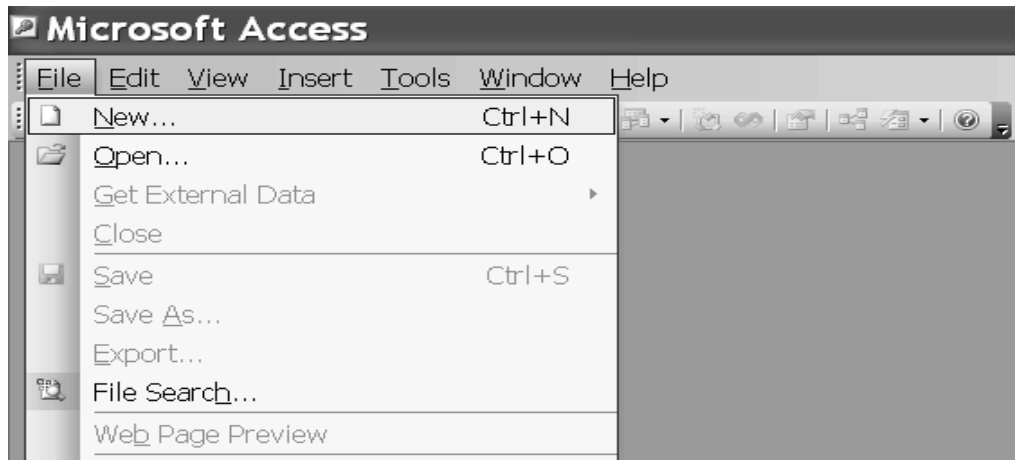 Microsoft Access
File Edit View Insert Tools Window Help
New... Ctrl+N
Open... Ctrl+O
Get External Data
Close
Save Ctrl+S
Save As...
Export...
File Search...
Web Page Preview